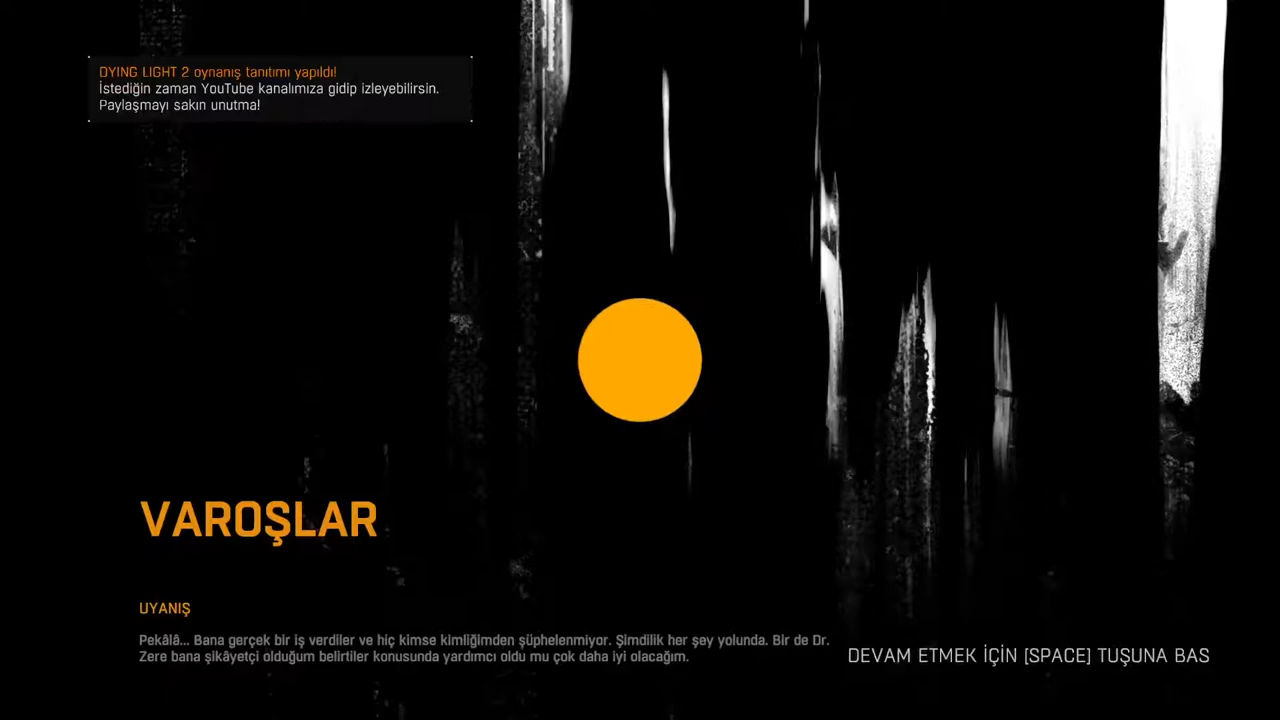 DYING LIGHT 2 oynanış tanıtımı yapıldı!
İstediğin zaman YouTube kanalımıza gidip izleyebilirsin.
Paylaşmayı sakın unutma!
VAROŞLAR
UYANIŞ
Pekâlâ... Bana gerçek bir iş verdiler ve hiç kimse kimliğimden şüphelenmiyor. Şimdilik her şey yolunda. Bir de Dr.
Zere bana şikâyetçi olduğum belirtiler konusunda yardımcı oldu mu çok daha iyi olacağım.
DEVAM ETMEK İÇİN [SPACE] TUŞUNA BAS